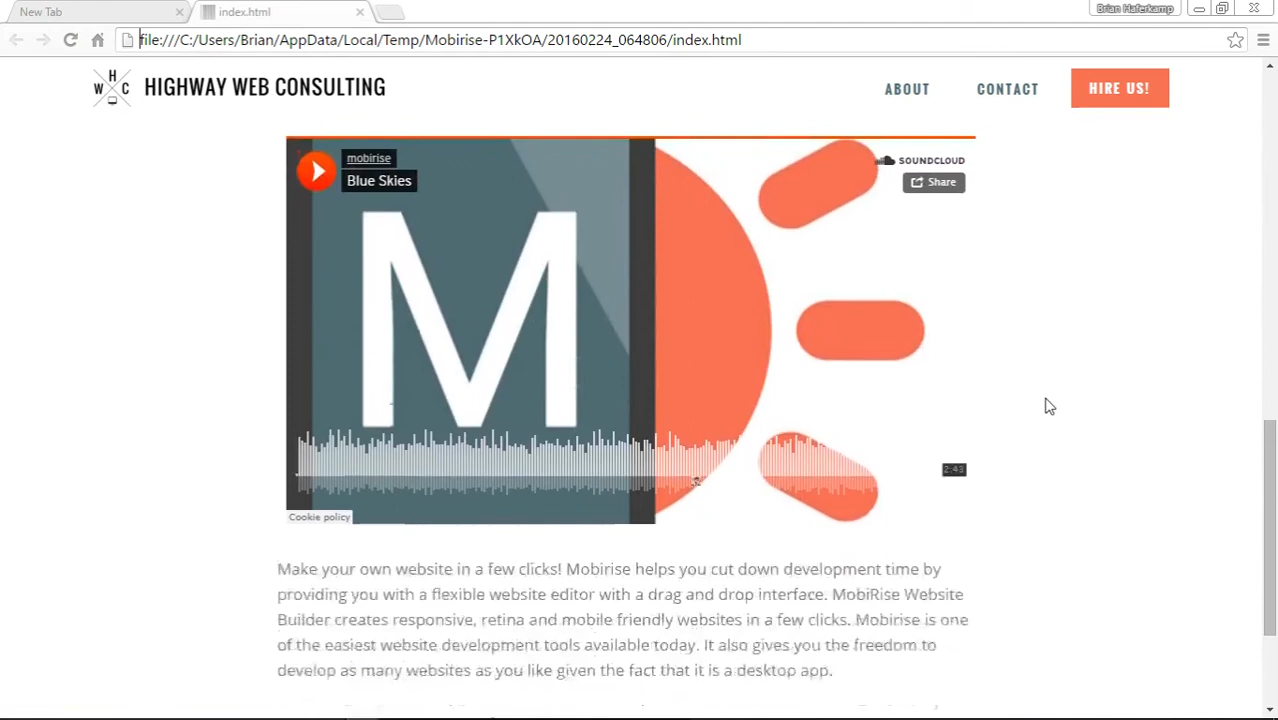 New Tab
index.html
Brian Haferkamp
file:///C:/Users/Brian/AppData/Local/Temp/Mobirise-P1XkOA/20160224_064806/index.html
H
W C
HIGHWAY WEB CONSULTING
ABOUT
CONTACT
HIRE US!
mobirise
Blue Skies
SOUNDCLOUD
Share
M
2:43
Cookie policy
Make your own website in a few clicks! Mobirise helps you cut down development time by
providing you with a flexible website editor with a drag and drop interface. MobiRise Website
Builder creates responsive, retina and mobile friendly websites in a few clicks. Mobirise is one
of the easiest website development tools available today. It also gives you the freedom to
develop as many websites as you like given the fact that it is a desktop app.